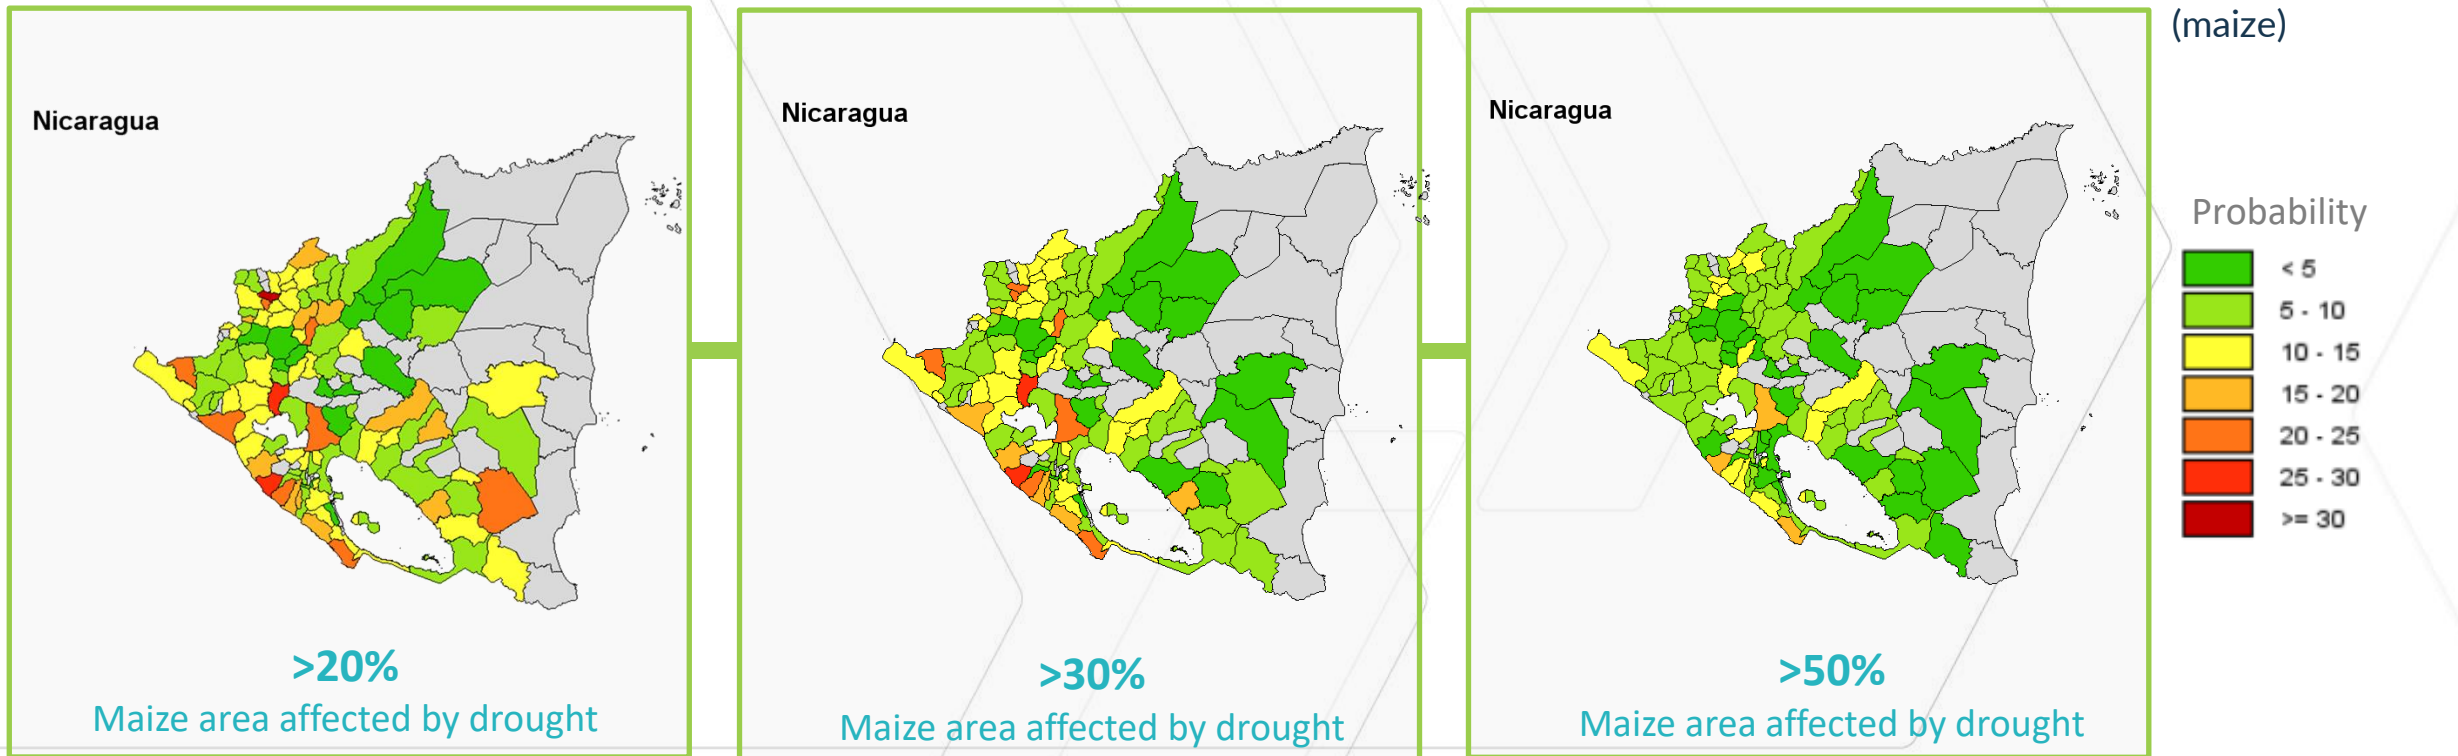 (maize)
Nicaragua
>20%
Maize area affected by drought
Nicaragua
>30%
Maize area affected by drought
Nicaragua
>50%
Maize area affected by drought
Probability
< 5
5 - 10
10 - 15
15 - 20
20 - 25
25 - 30
>= 30